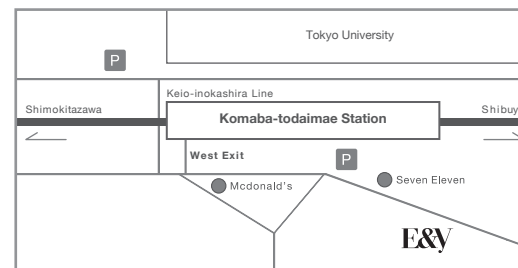 Tokyo University
P
Keio-inokashira Line
Shimokitazawa
Komaba-todaimae Station
Shibuy
West Exit
P
Mcdonald's
Seven Eleven
E&Y